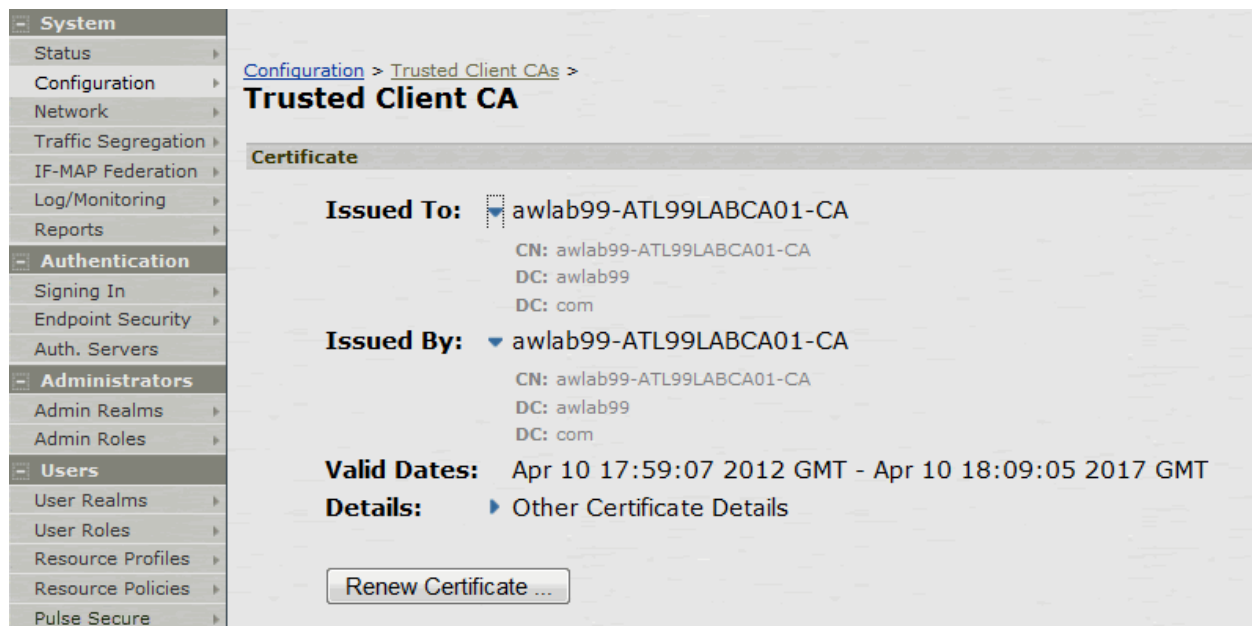 System
Status
Configuration
Network
Traffic Segregation
IF-MAP Federation
Log/Monitoring
Reports
Authentication
Signing In
Endpoint Security
Auth. Servers
Administrators
Admin Realms
Admin Roles
Users
User Realms
User Roles
Resource Profiles
Resource Policies
Pulse Secure
Configuration > Trusted Client CAs >
Trusted Client CA
Certificate
Issued To: awlab99-ATL99LABCA01-CA
CN: awlab99-ATL99LABCA01-CA
DC: awlab99
DC: com
Issued By: awlab99-ATL99LABCA01-CA
CN: awlab99-ATL99LABCA01-CA
DC: awlab99
DC: com
Valid Dates: Apr 10 17:59:07 2012 GMT - Apr 10 18:09:05 2017 GMT
Details: Other Certificate Details
Renew Certificate ...